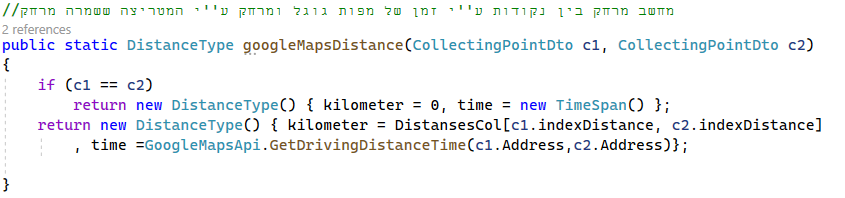 //מחשב מרחק בין נקודות ע''י זמן של מפות גוגל ומרחק ע''י המטריצה ששמרה מרחק
2 references
public static DistanceType googleMapsDistance(CollectingPointDto c1, CollectingPointDto c2)
{
if (c1 == c2)
return new DistanceType() { kilometer = 0, time = new TimeSpan() };
return new DistanceType() { kilometer = DistansesCol[c1.indexDistance, c2.indexDistance]
, time =GoogleMapsApi.GetDrivingDistanceTime(c1.Address,c2.Address)};
}